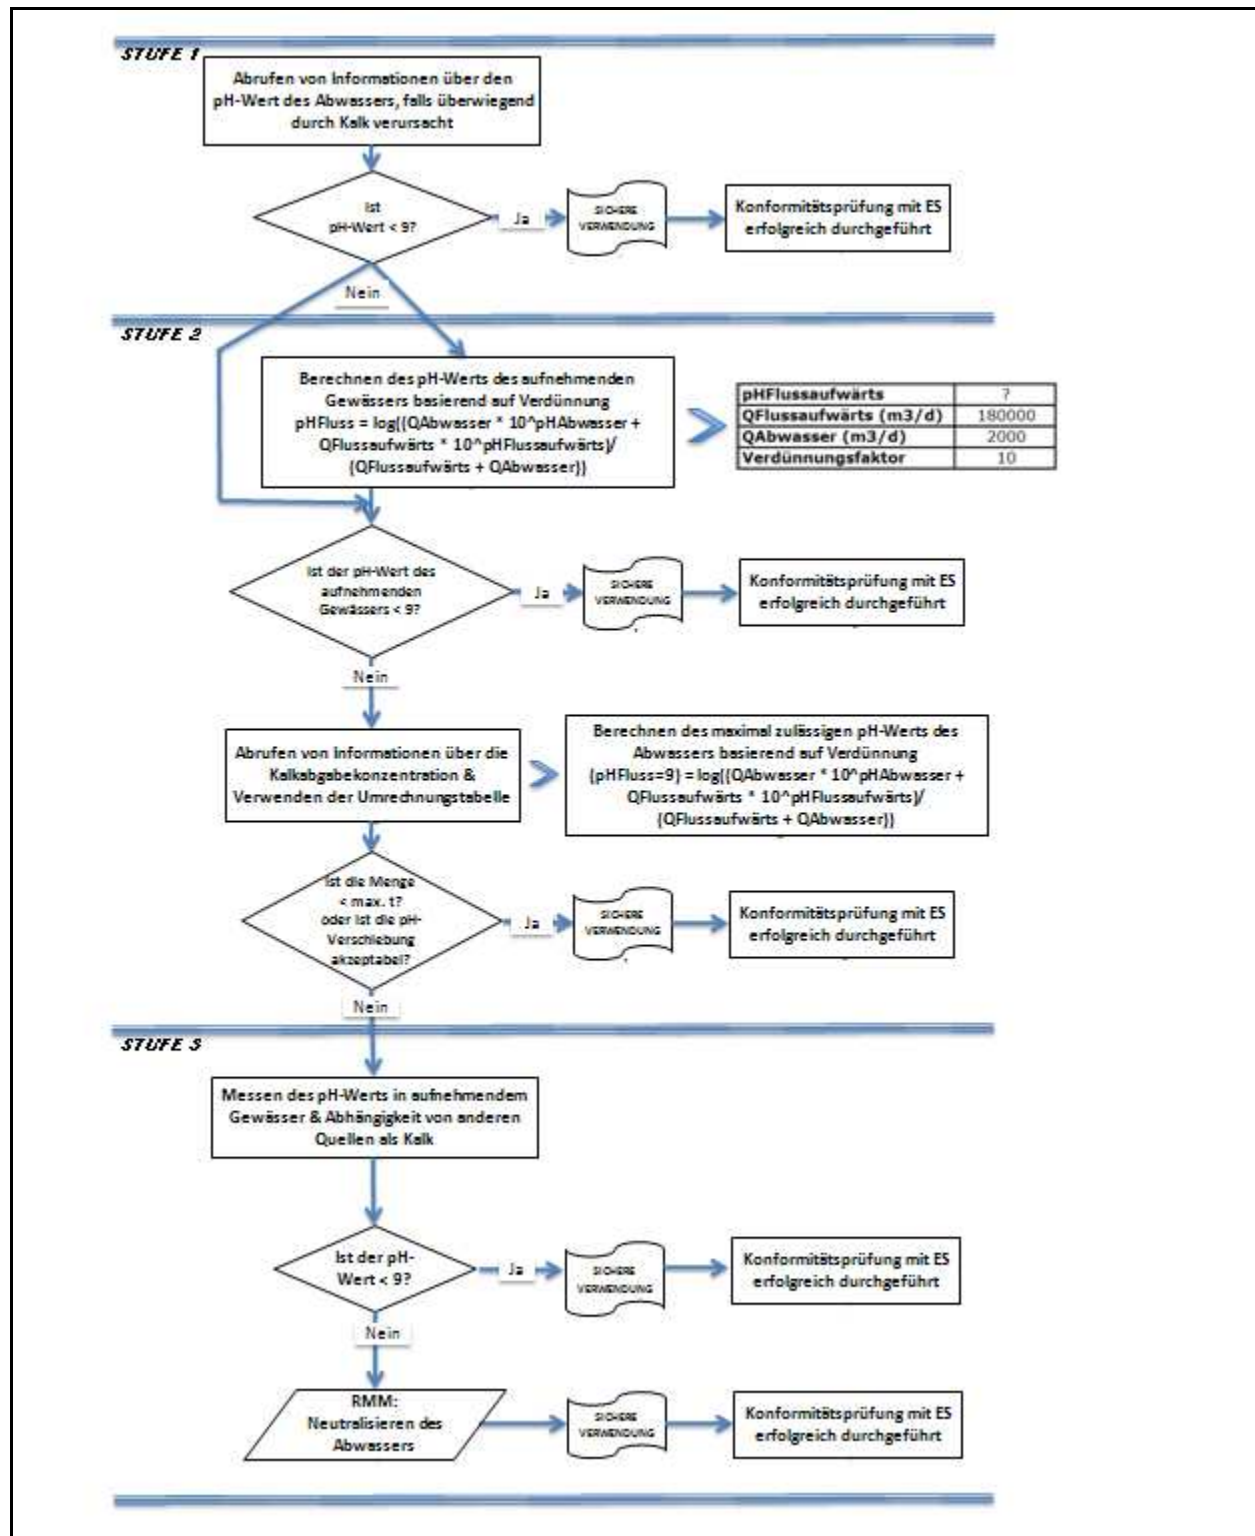 STUFE 1
Abrufen von Informationen über den
pH-Wert des Abwassers, falls überwiegend
durch Kalk verursacht
Ist
pH-Wert < 9?
Ja
SICHERE
VERWENDUNG
Konformitätsprüfung mit ES
erfolgreich durchgeführt
Nein
STUFE 2
Berechnen des pH-Werts des aufnehmenden
Gewässers basierend auf Verdünnung
pHFluss = log((QAbwasser * 10^pHAbwasser +
QFlussaufwärts * 10^pHFlussaufwärts)/
(QFlussaufwärts + QAbwasser))
pHFlussaufwärts ?
QFlussaufwärts (m3/d) 180000
QAbwasser (m3/d) 2000
Verdünnungsfaktor 10
Ist der pH-Wert des
aufnehmenden
Gewässers < 9?
Ja
SICHERE
VERWENDUNG
Konformitätsprüfung mit ES
erfolgreich durchgeführt
Nein
Abrufen von Informationen über die
Kalkabgabekonzentration &
Verwenden der Umrechnungstabelle
Berechnen des maximal zulässigen pH-Werts des
Abwassers basierend auf Verdünnung
(pHFluss=9) = log((QAbwasser * 10^pHAbwasser +
QFlussaufwärts * 10^pHFlussaufwärts)/
(QFlussaufwärts + QAbwasser))
Ist die Menge
< max. t?
oder ist die pH-
Verschiebung
akzeptabel?
Ja
SICHERE
VERWENDUNG
Konformitätsprüfung mit ES
erfolgreich durchgeführt
Nein
STUFE 3
Messen des pH-Werts in aufnehmendem
Gewässer & Abhängigkeit von anderen
Quellen als Kalk
Ist der pH-
Wert < 9?
Ja
SICHERE
VERWENDUNG
Konformitätsprüfung mit ES
erfolgreich durchgeführt
Nein
RMM:
Neutralisieren des
Abwassers
SICHERE
VERWENDUNG
Konformitätsprüfung mit ES
erfolgreich durchgeführt